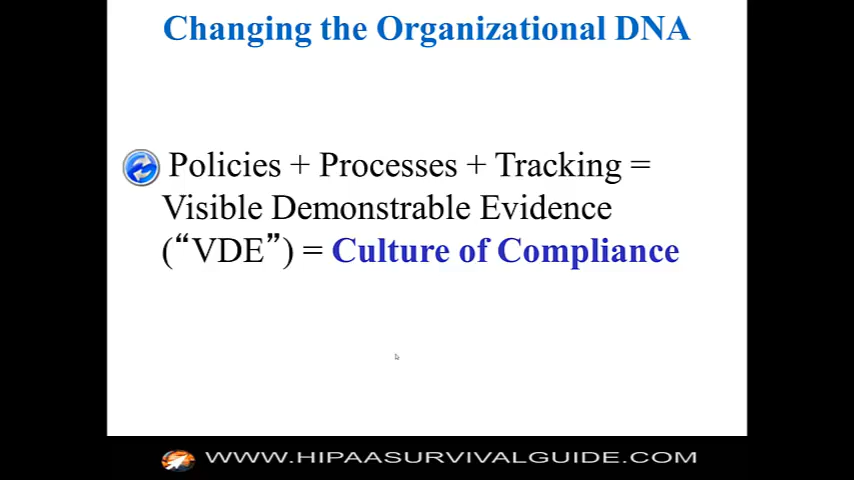 Changing the Organizational DNA
Policies + Processes + Tracking =
Visible Demonstrable Evidence
(“VDE”) = Culture of Compliance
WWW.HIPAASURVIVALGUIDE.COM